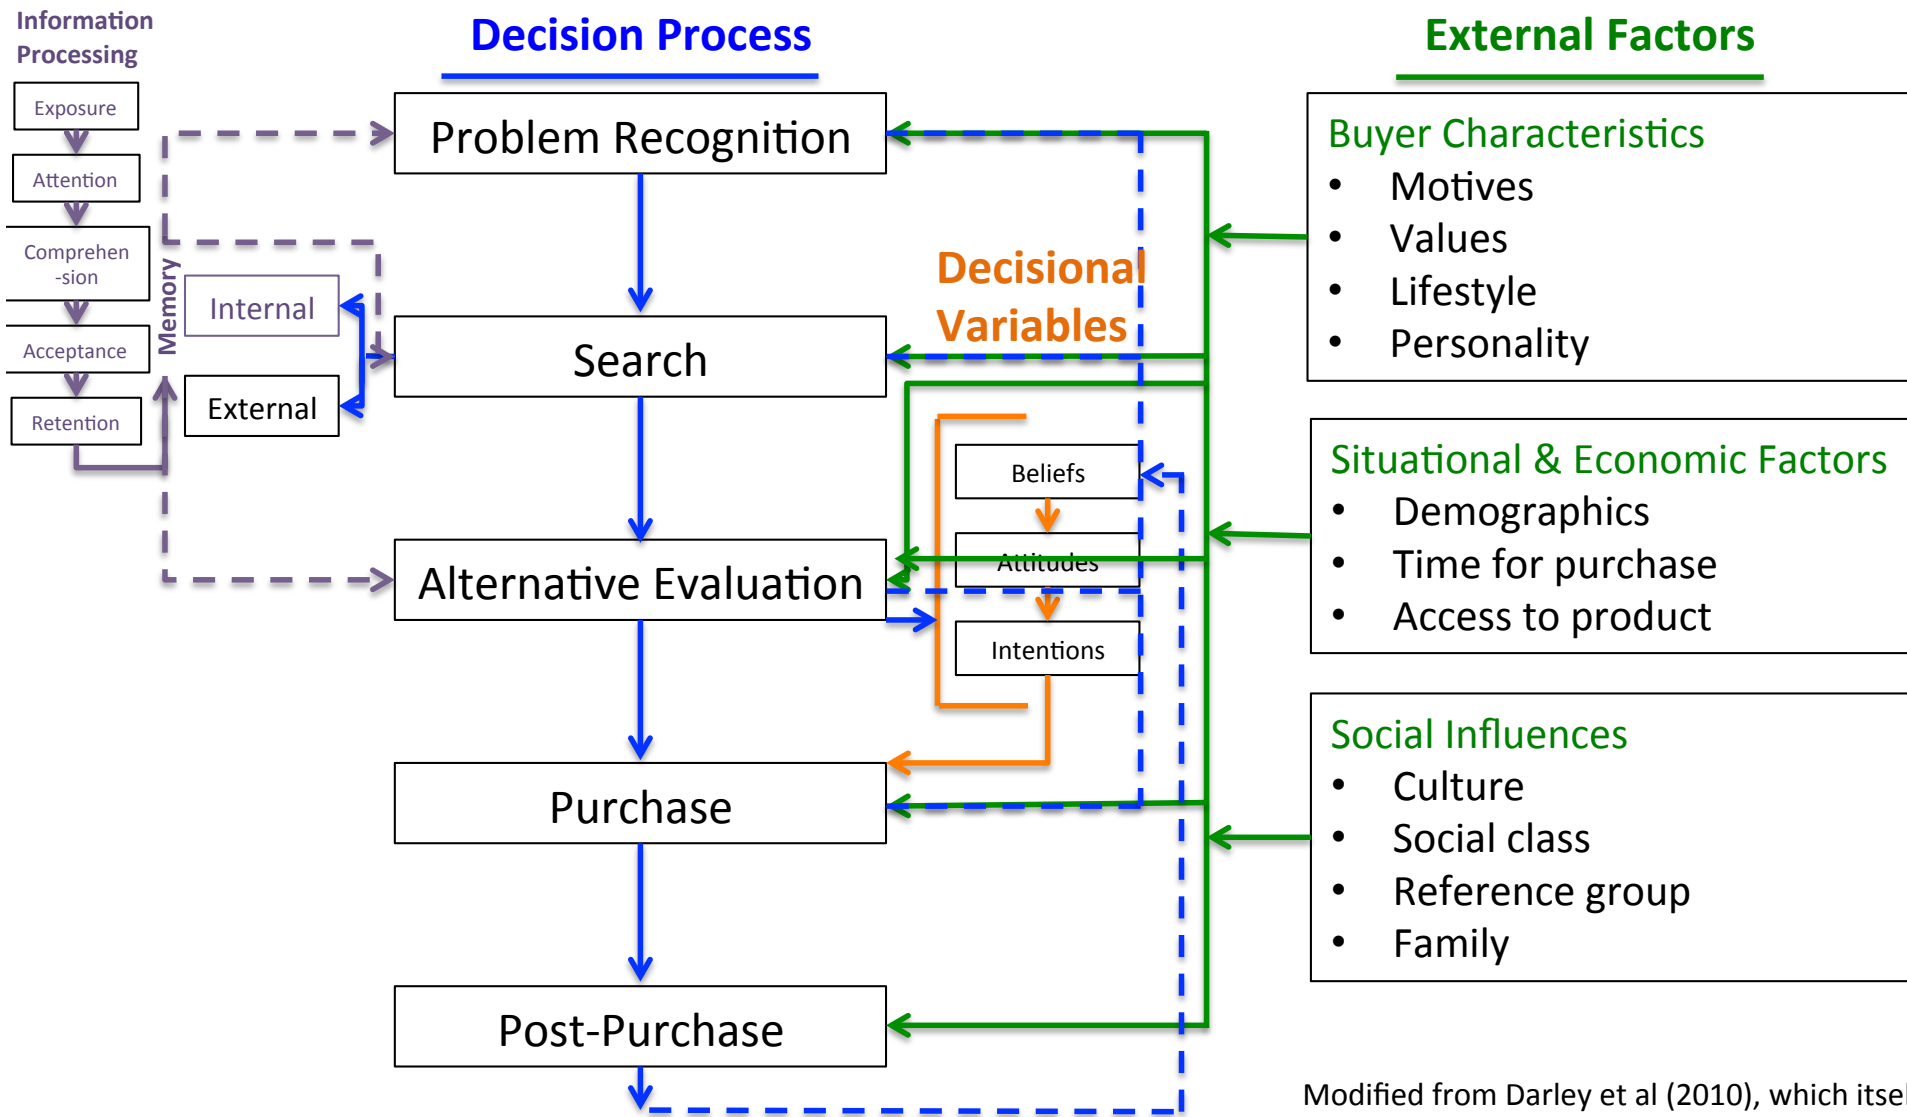 Information
Processing
Exposure
Attention
Comprehen
-sion
Acceptance
Retention
Memory
Internal
External
Decision Process
Problem Recognition
Search
Alternative Evaluation
Purchase
Post-Purchase
Decisional
Variables
Beliefs
Attitudes
Intentions
External Factors
Buyer Characteristics
• Motives
• Values
• Lifestyle
• Personality
Situational & Economic Factors
• Demographics
• Time for purchase
• Access to product
Social Influences
• Culture
• Social class
• Reference group
• Family
Modified from Darley et al (2010), which itsel